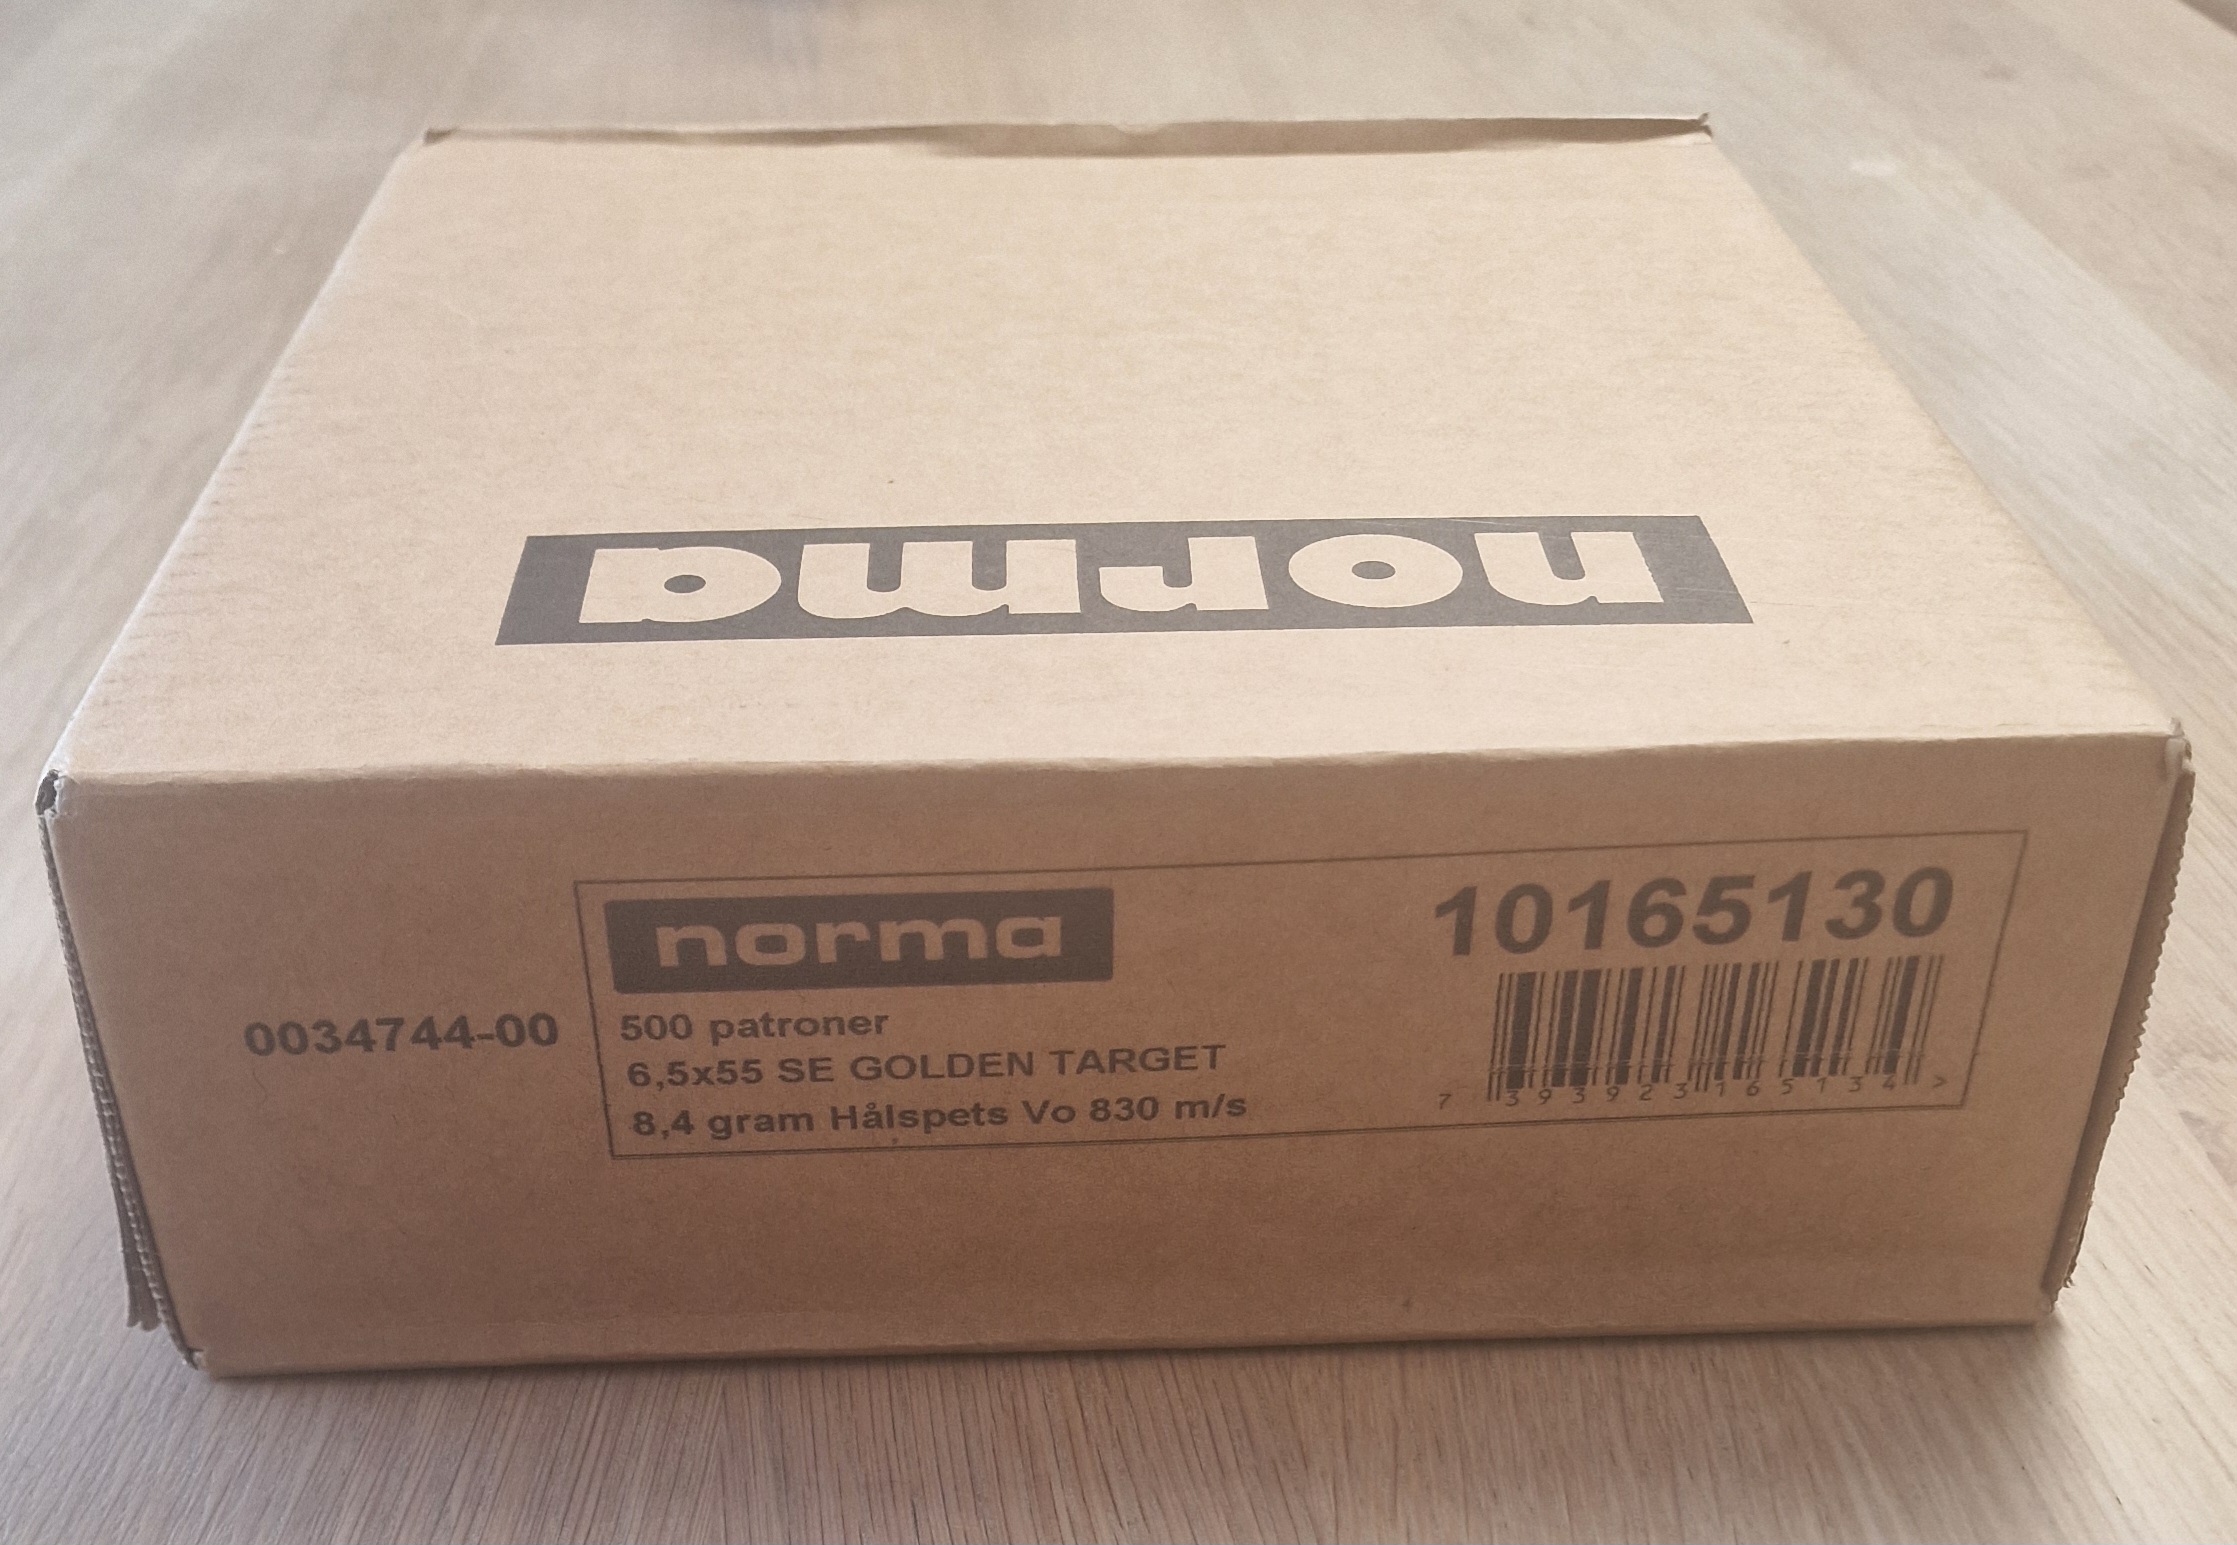 norma
norma
10165130
0034744-00
500 patroner
6,5x55 SE GOLDEN TARGET
8,4 gram Hålspets Vo 830 m/s
7 393923 165134 >